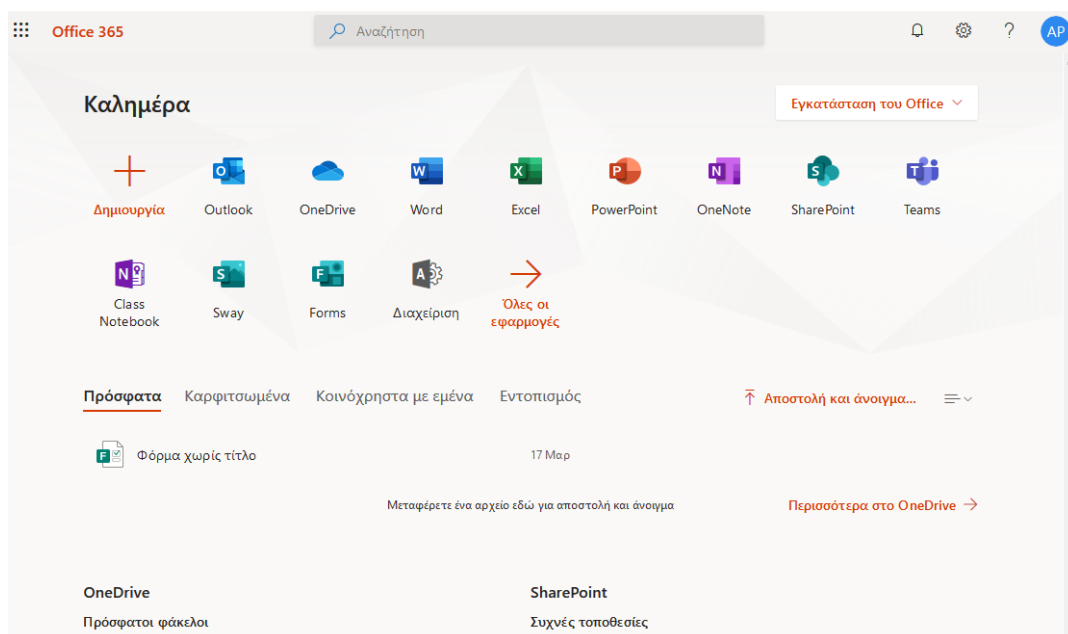 Office 365
Αναζήτηση
AP
Καλημέρα
Εγκατάσταση του Office
Δημιουργία
Outlook
OneDrive
Word
Excel
PowerPoint
OneNote
SharePoint
Teams
Class
Notebook
Sway
Forms
Διαχείριση
Όλες οι
εφαρμογές
Πρόσφατα
Καρφιτσωμένα
Κοινόχρηστα με εμένα
Εντοπισμός
Αποστολή και άνοιγμα...
Φόρμα χωρίς τίτλο
17 Μαρ
Μεταφέρετε ένα αρχείο εδώ για αποστολή και άνοιγμα
Περισσότερα στο OneDrive
OneDrive
SharePoint
Πρόσφατοι φάκελοι
Συχνές τοποθεσίες